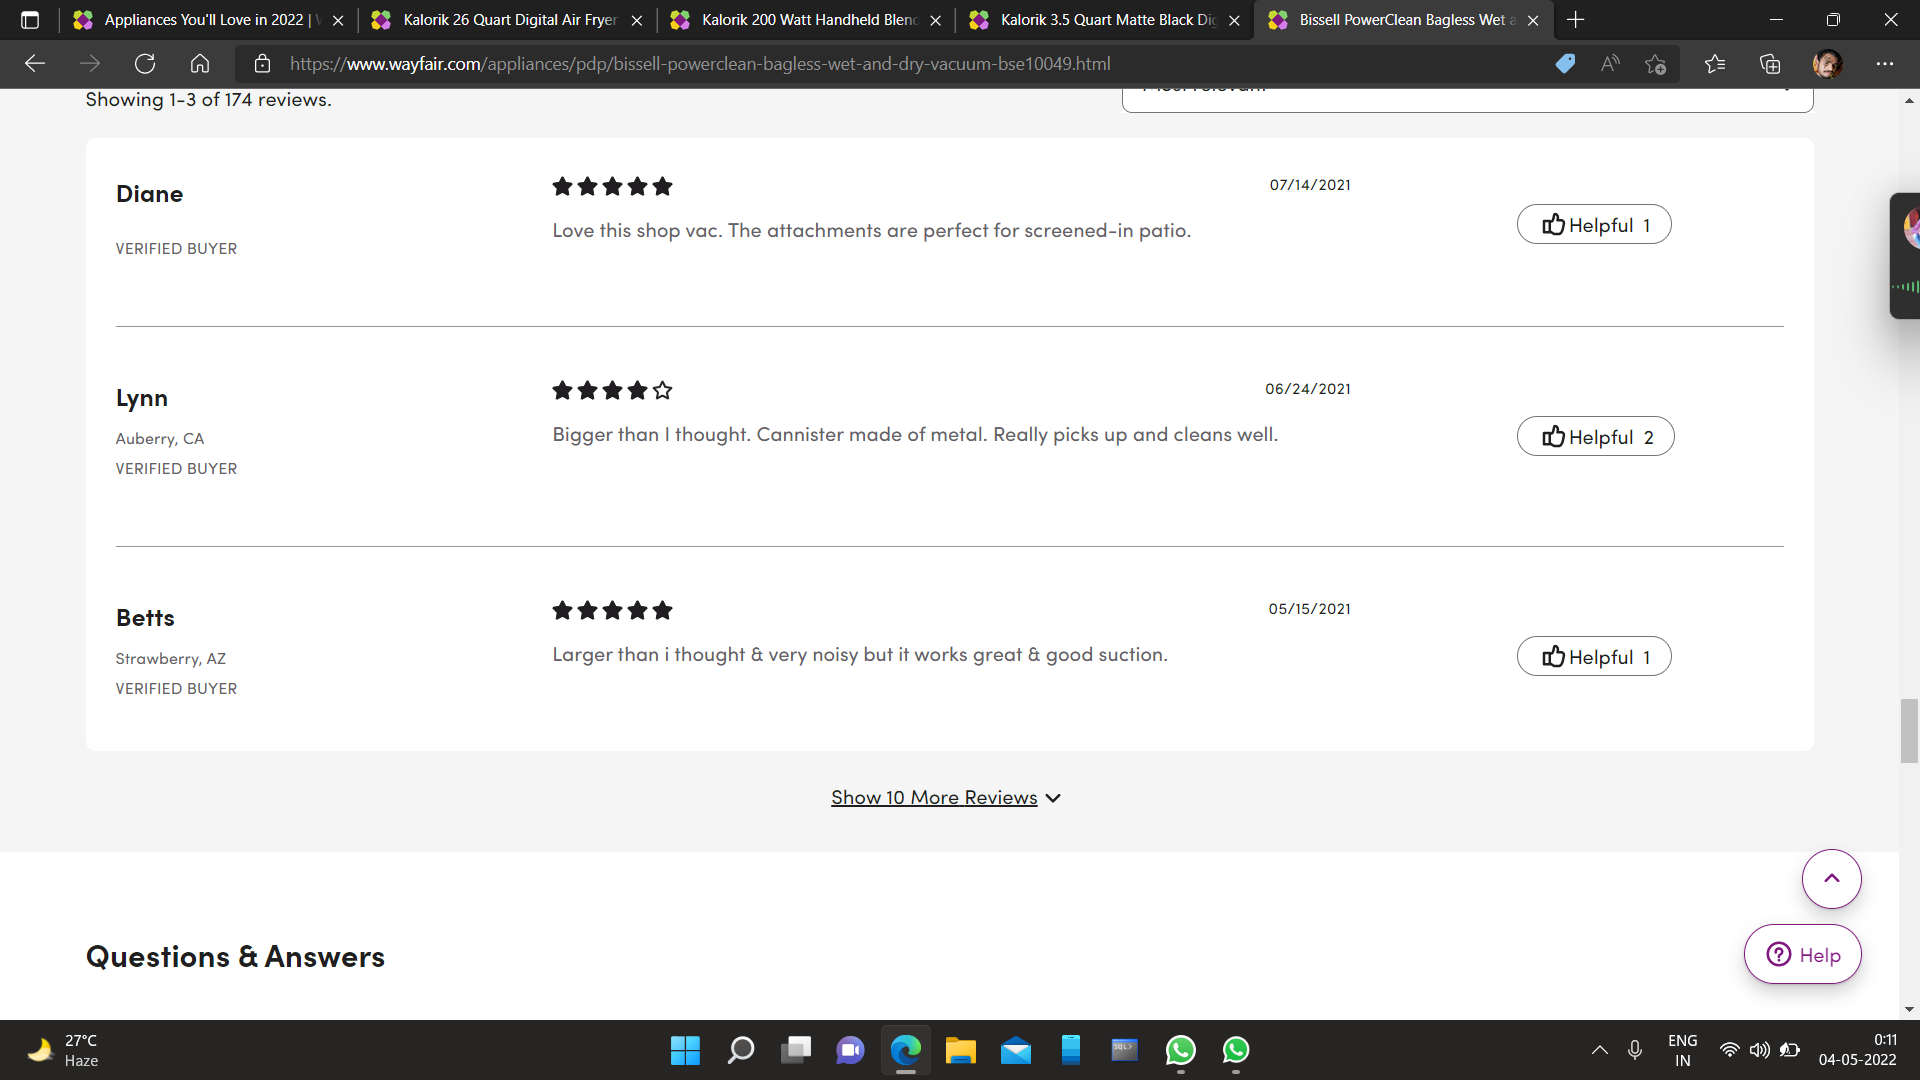 Appliances You'll Love in 2022 |
Kalorik 26 Quart Digital Air Fryer
Kalorik 200 Watt Handheld Blend
Kalorik 3.5 Quart Matte Black Dig
Bissell PowerClean Bagless Wet a
https://www.wayfair.com/appliances/pdp/bissell-powerclean-bagless-wet-and-dry-vacuum-bse10049.html
Showing 1-3 of 174 reviews.
Diane
07/14/2021
Love this shop vac. The attachments are perfect for screened-in patio.
Helpful 1
VERIFIED BUYER
Lynn
06/24/2021
Auberry, CA
Bigger than I thought. Cannister made of metal. Really picks up and cleans well.
Helpful 2
VERIFIED BUYER
Betts
05/15/2021
Strawberry, AZ
Larger than i thought & very noisy but it works great & good suction.
Helpful 1
VERIFIED BUYER
Show 10 More Reviews
Questions & Answers
Help
27°C
Haze
SQL>
ENG
IN
0:11
04-05-2022